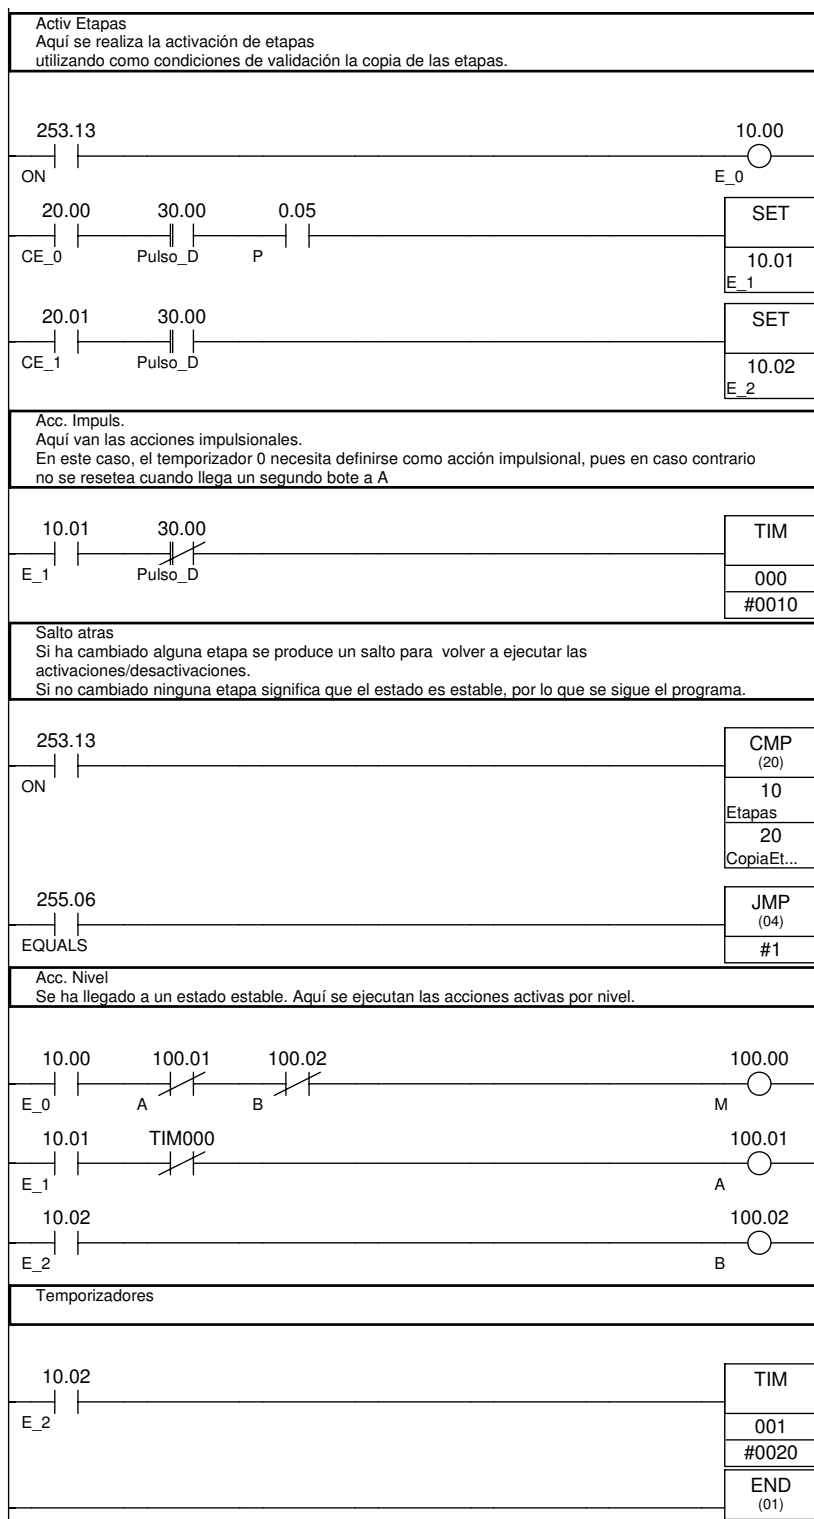 Activ Etapas
Aquí se realiza la activación de etapas
utilizando como condiciones de validación la copia de las etapas.
253.13 10.00
ON E_0
20.00 30.00 0.05 SET
CE_0 Pulso_D P 10.01
E_1
20.01 30.00 SET
CE_1 Pulso_D 10.02
E_2
Acc. Impuls.
Aquí van las acciones impulsionales.
En este caso, el temporizador 0 necesita definirse como acción impulsional, pues en caso contrario
no se resetea cuando llega un segundo bote a A
10.01 30.00 TIM
E_1 Pulso_D 000
#0010
Salto atras
Si ha cambiado alguna etapa se produce un salto para volver a ejecutar las
activaciones/desactivaciones.
Si no cambiado ninguna etapa significa que el estado es estable, por lo que se sigue el programa.
253.13 CMP
(20)
ON 10
Etapas
20
CopiaEt...
255.06 JMP
(04)
EQUALS #1
Acc. Nivel
Se ha llegado a un estado estable. Aquí se ejecutan las acciones activas por nivel.
10.00 100.01 100.02 100.00
E_0 A B M
10.01 TIM000 100.01
E_1 A
10.02 100.02
E_2 B
Temporizadores
10.02 TIM
E_2 001
#0020
END
(01)